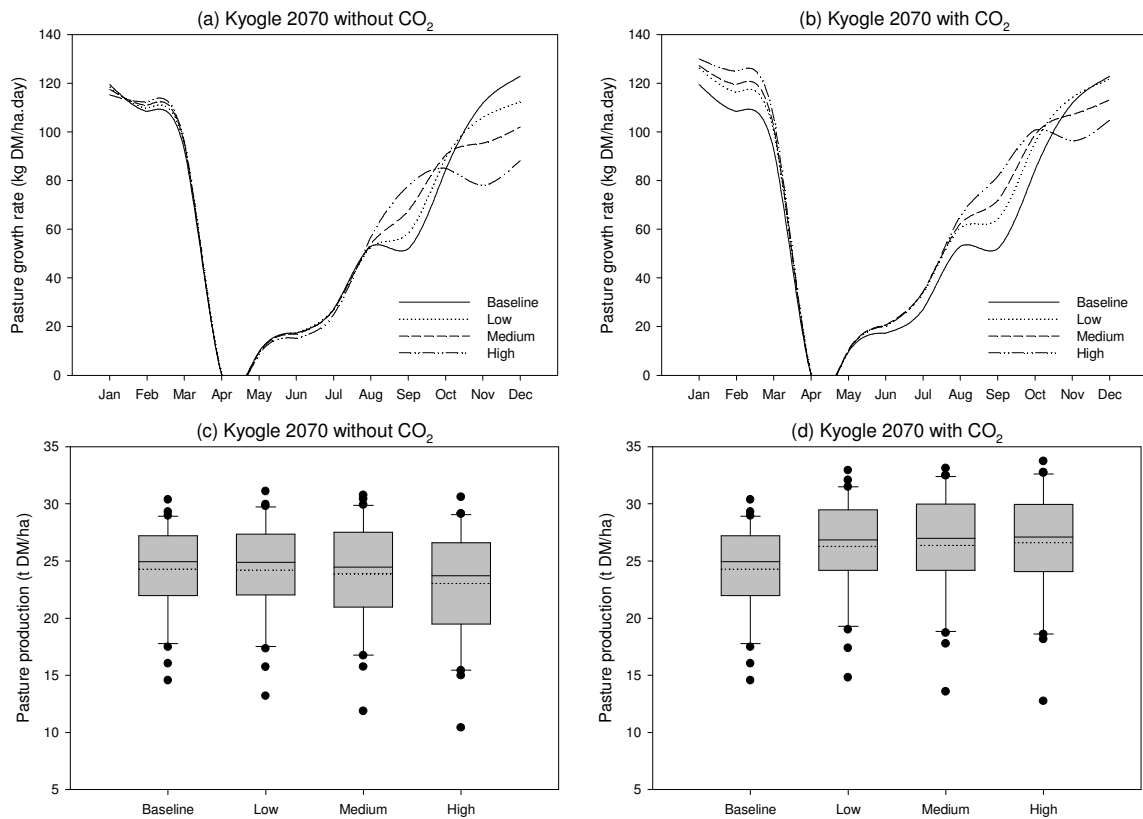 (a) Kyogle 2070 without CO₂
Pasture growth rate (kg DM/ha.day)
140
120
100
80
60
40
20
0
Baseline
Low
Medium
High
Jan Feb Mar Apr May Jun Jul Aug Sep Oct Nov Dec
(b) Kyogle 2070 with CO₂
Pasture growth rate (kg DM/ha.day)
140
120
100
80
60
40
20
0
Baseline
Low
Medium
High
Jan Feb Mar Apr May Jun Jul Aug Sep Oct Nov Dec
(c) Kyogle 2070 without CO₂
Pasture production (t DM/ha)
35
30
25
20
15
10
5
Baseline Low Medium High
(d) Kyogle 2070 with CO₂
Pasture production (t DM/ha)
35
30
25
20
15
10
5
Baseline Low Medium High